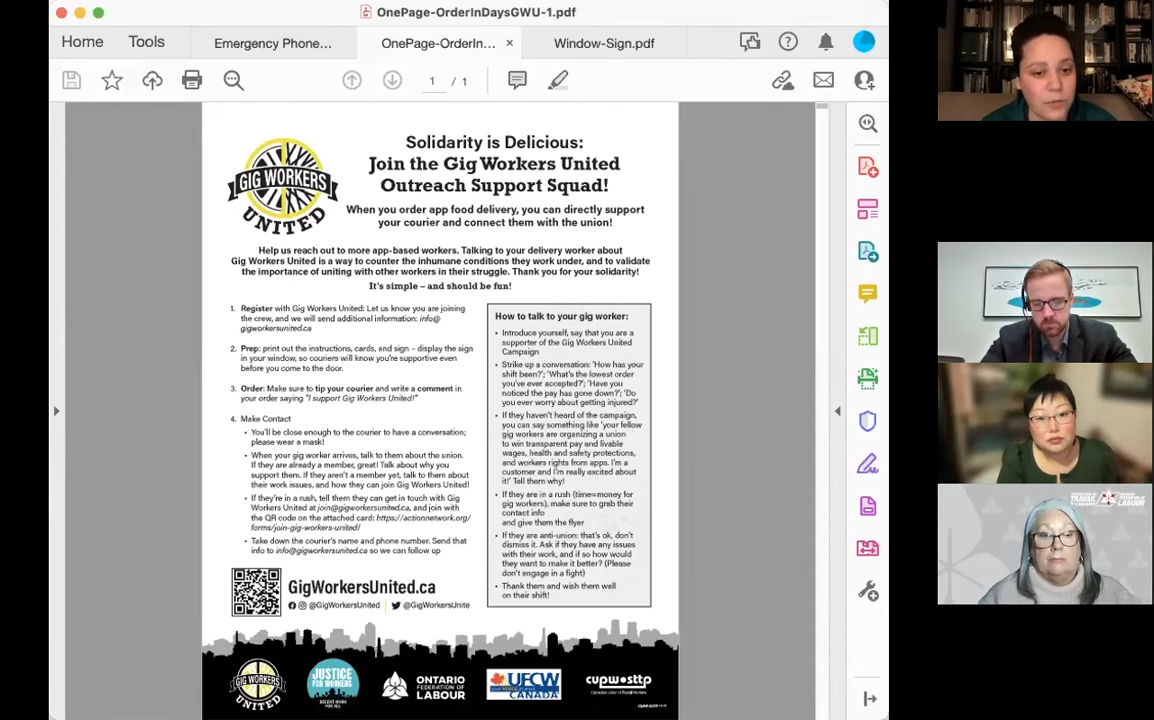 OnePage-OrderInDaysGWU-1.pdf
Home Tools Emergency Phone... OnePage-OrderIn... × Window-Sign.pdf
1 / 1
GIG WORKERS
UNITED
Solidarity is Delicious:
Join the Gig Workers United
Outreach Support Squad!
When you order app food delivery, you can directly support
your courier and connect them with the union!
Help us reach out to more app-based workers. Talking to your delivery worker about
Gig Workers United is a way to counter the inhumane conditions they work under, and to validate
the importance of uniting with other workers in their struggle. Thank you for your solidarity!
It's simple – and should be fun!
1. Register with Gig Workers United: Let us know you are joining
the crew, and we will send additional information: info@
gigworkersunited.ca
2. Prep: print out the instructions, cards, and sign – display the sign
in your window, so couriers will know you're supportive even
before you come to the door.
3. Order: Make sure to tip your courier and write a comment in
your order saying "I support Gig Workers United!"
4. Make Contact
• You'll be close enough to the courier to have a conversation;
please wear a mask!
• When your gig worker arrives, talk to them about the union.
If they are already a member, great! Talk about why you
support them. If they aren't a member yet, talk to them about
their work issues, and how they can join Gig Workers United!
• If they're in a rush, tell them they can get in touch with Gig
Workers United at join@gigworkersunited.ca, and join with
the QR code on the attached card: https://actionnetwork.org/
forms/join-gig-workers-united/
• Take down the courier's name and phone number. Send that
info to info@gigworkersunited.ca so we can follow up
How to talk to your gig worker:
• Introduce yourself, say that you are a
supporter of the Gig Workers United
Campaign
• Strike up a conversation: 'How has your
shift been?'; 'What's the lowest order
you've ever accepted?'; 'Have you
noticed the pay has gone down?'; 'Do
you ever worry about getting injured?'
• If they haven't heard of the campaign,
you can say something like 'your fellow
gig workers are organizing a union
to win transparent pay and livable
wages, health and safety protections,
and workers rights from apps. I'm a
customer and I'm really excited about
it!' Tell them why!
• If they are in a rush (time=money for
gig workers), make sure to grab their
contact info
and give them the flyer
• If they are anti-union: that's ok, don't
dismiss it. Ask if they have any issues
with their work, and if so how would
they want to make it better? (Please
don't engage in a fight)
• Thank them and wish them well
on their shift!
GigWorkersUnited.ca
@GigWorkersUnited @GigWorkersUnite
GIG WORKERS
UNITED
JUSTICE
FOR WORKERS
DECENT WORK
FOR ALL
ONTARIO
FEDERATION OF
LABOUR
UFCW
CANADA
cupw·sttp
Canadian Union of Postal Workers
LABOUR